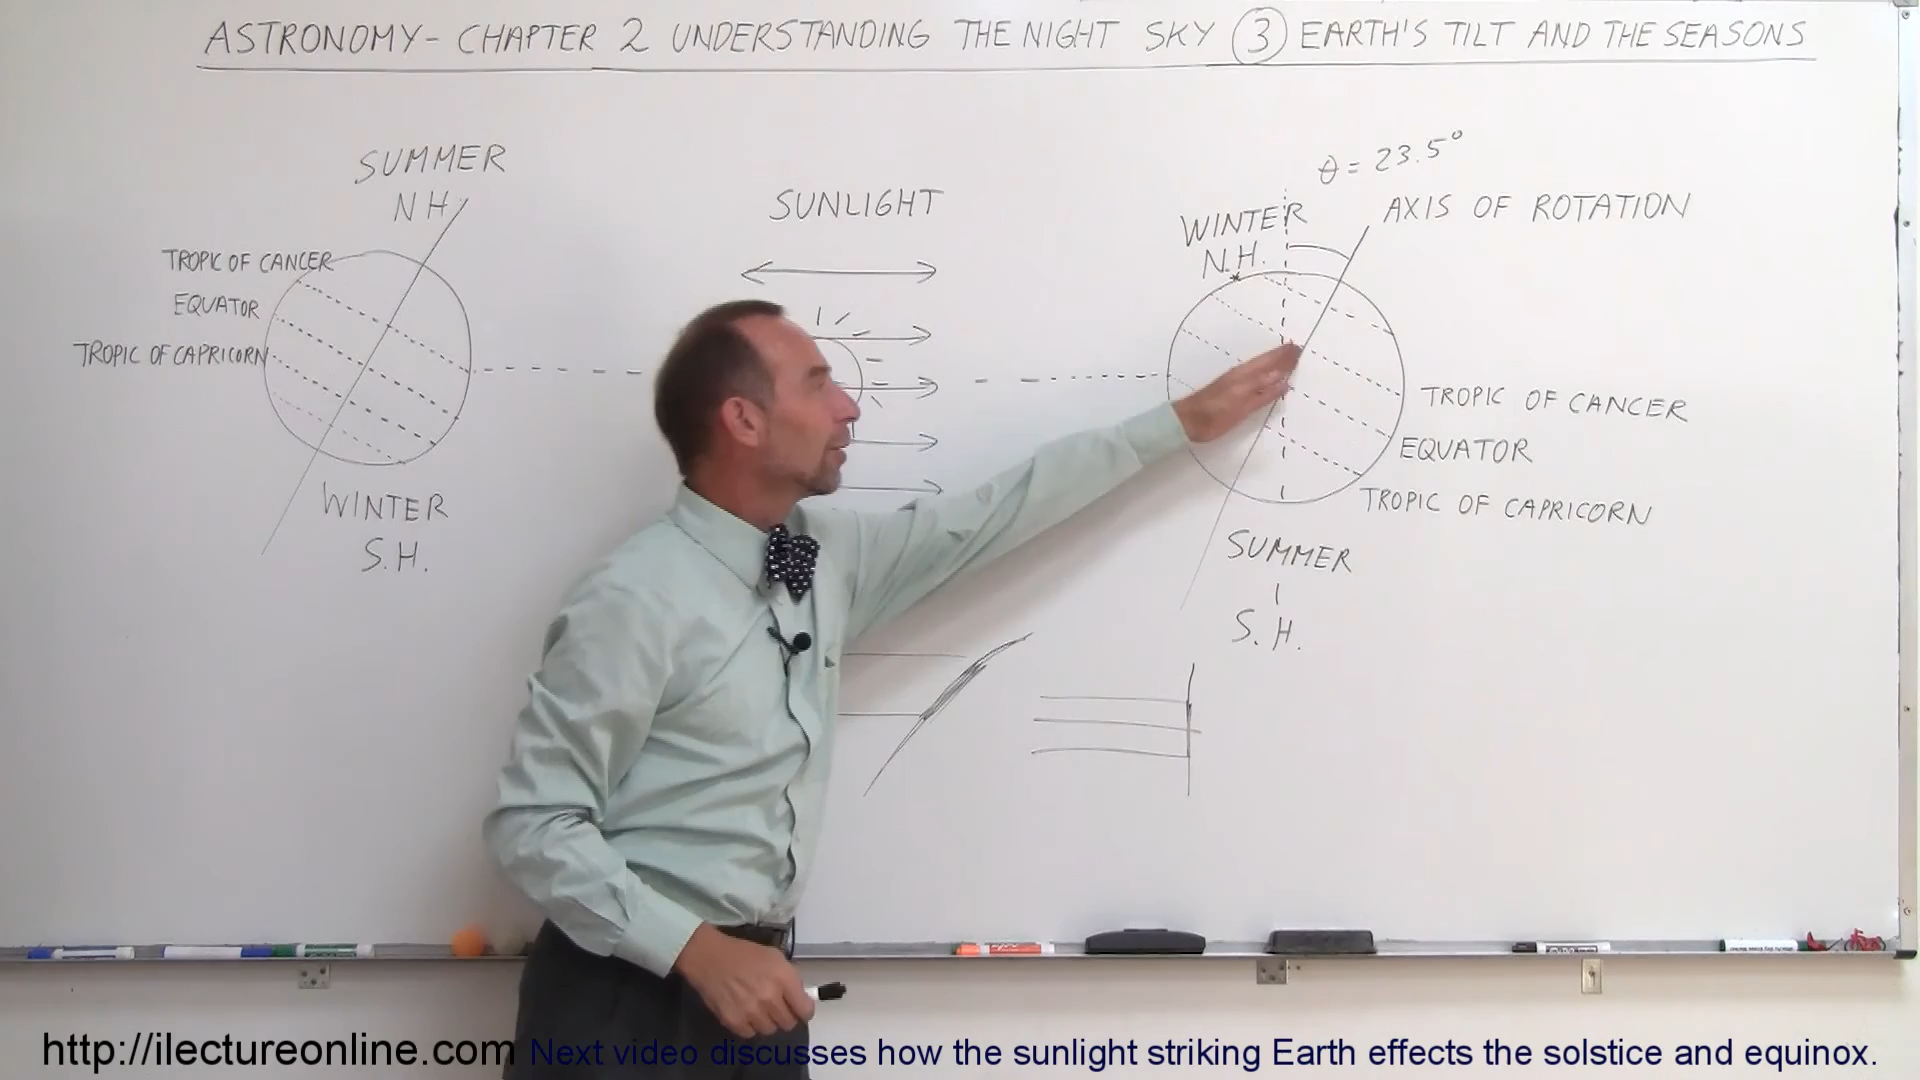 ASTRONOMY- CHAPTER 2 UNDERSTANDING THE NIGHT SKY 3 EARTH'S TILT AND THE SEASONS
SUMMER
N H.
TROPIC OF CANCER
EQUATOR
TROPIC OF CAPRICORN
WINTER
S.H.
SUNLIGHT
θ = 23.5°
AXIS OF ROTATION
WINTER
N.H.
TROPIC OF CANCER
EQUATOR
TROPIC OF CAPRICORN
SUMMER
S.H.
http://ilectureonline.com Next video discusses how the sunlight striking Earth effects the solstice and equinox.